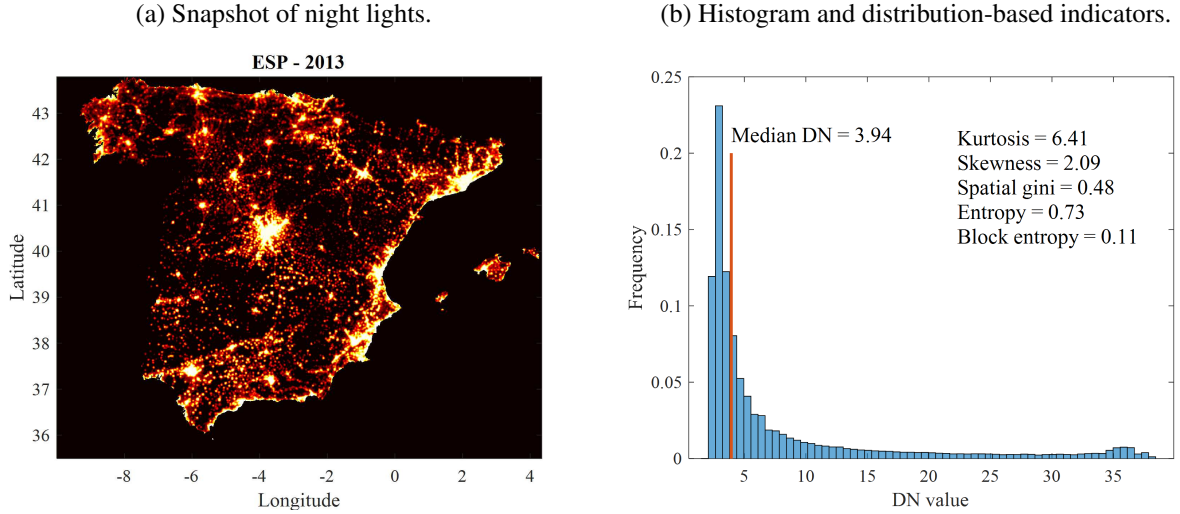 (a) Snapshot of night lights.
ESP - 2013
43
42
41
40
39
38
37
36
-8
-6
-4
-2
0
2
4
Latitude
Longitude
(b) Histogram and distribution-based indicators.
0.25
0.2
0.15
0.1
0.05
0
5
10
15
20
25
30
35
Frequency
DN value
Median DN = 3.94
Kurtosis = 6.41
Skewness = 2.09
Spatial gini = 0.48
Entropy = 0.73
Block entropy = 0.11